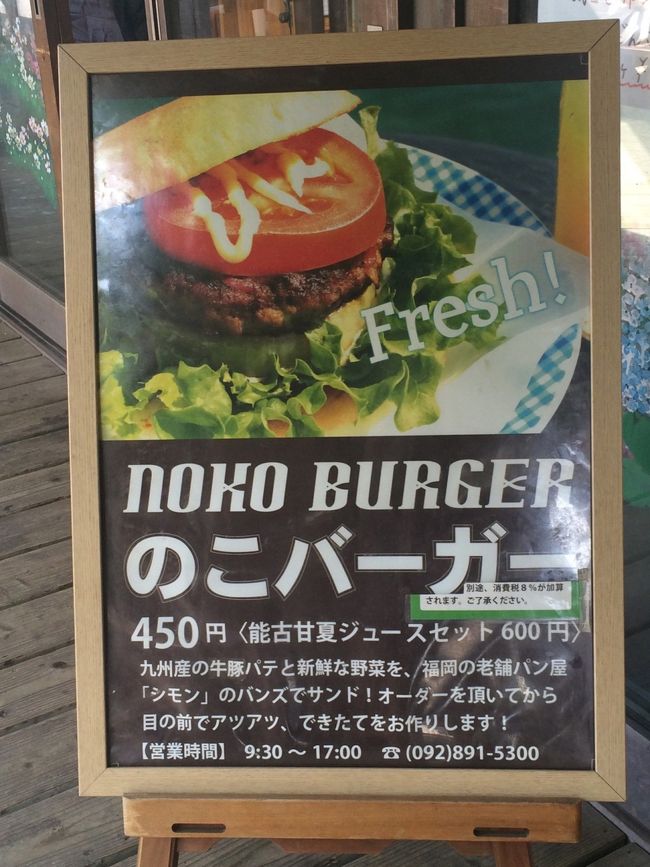 Fresh!
NOKO BURGER
のこバーガー
別途、消費税8%が加算
されます。ご了承ください。
450円〈能古甘夏ジュースセット600円〉
九州産の牛豚パテと新鮮な野菜を、福岡の老舗パン屋
「シモン」のバンズでサンド！オーダーを頂いてから
目の前でアツアツ、できたてをお作りします！
【営業時間】 9:30～17:00 ☎(092)891-5300